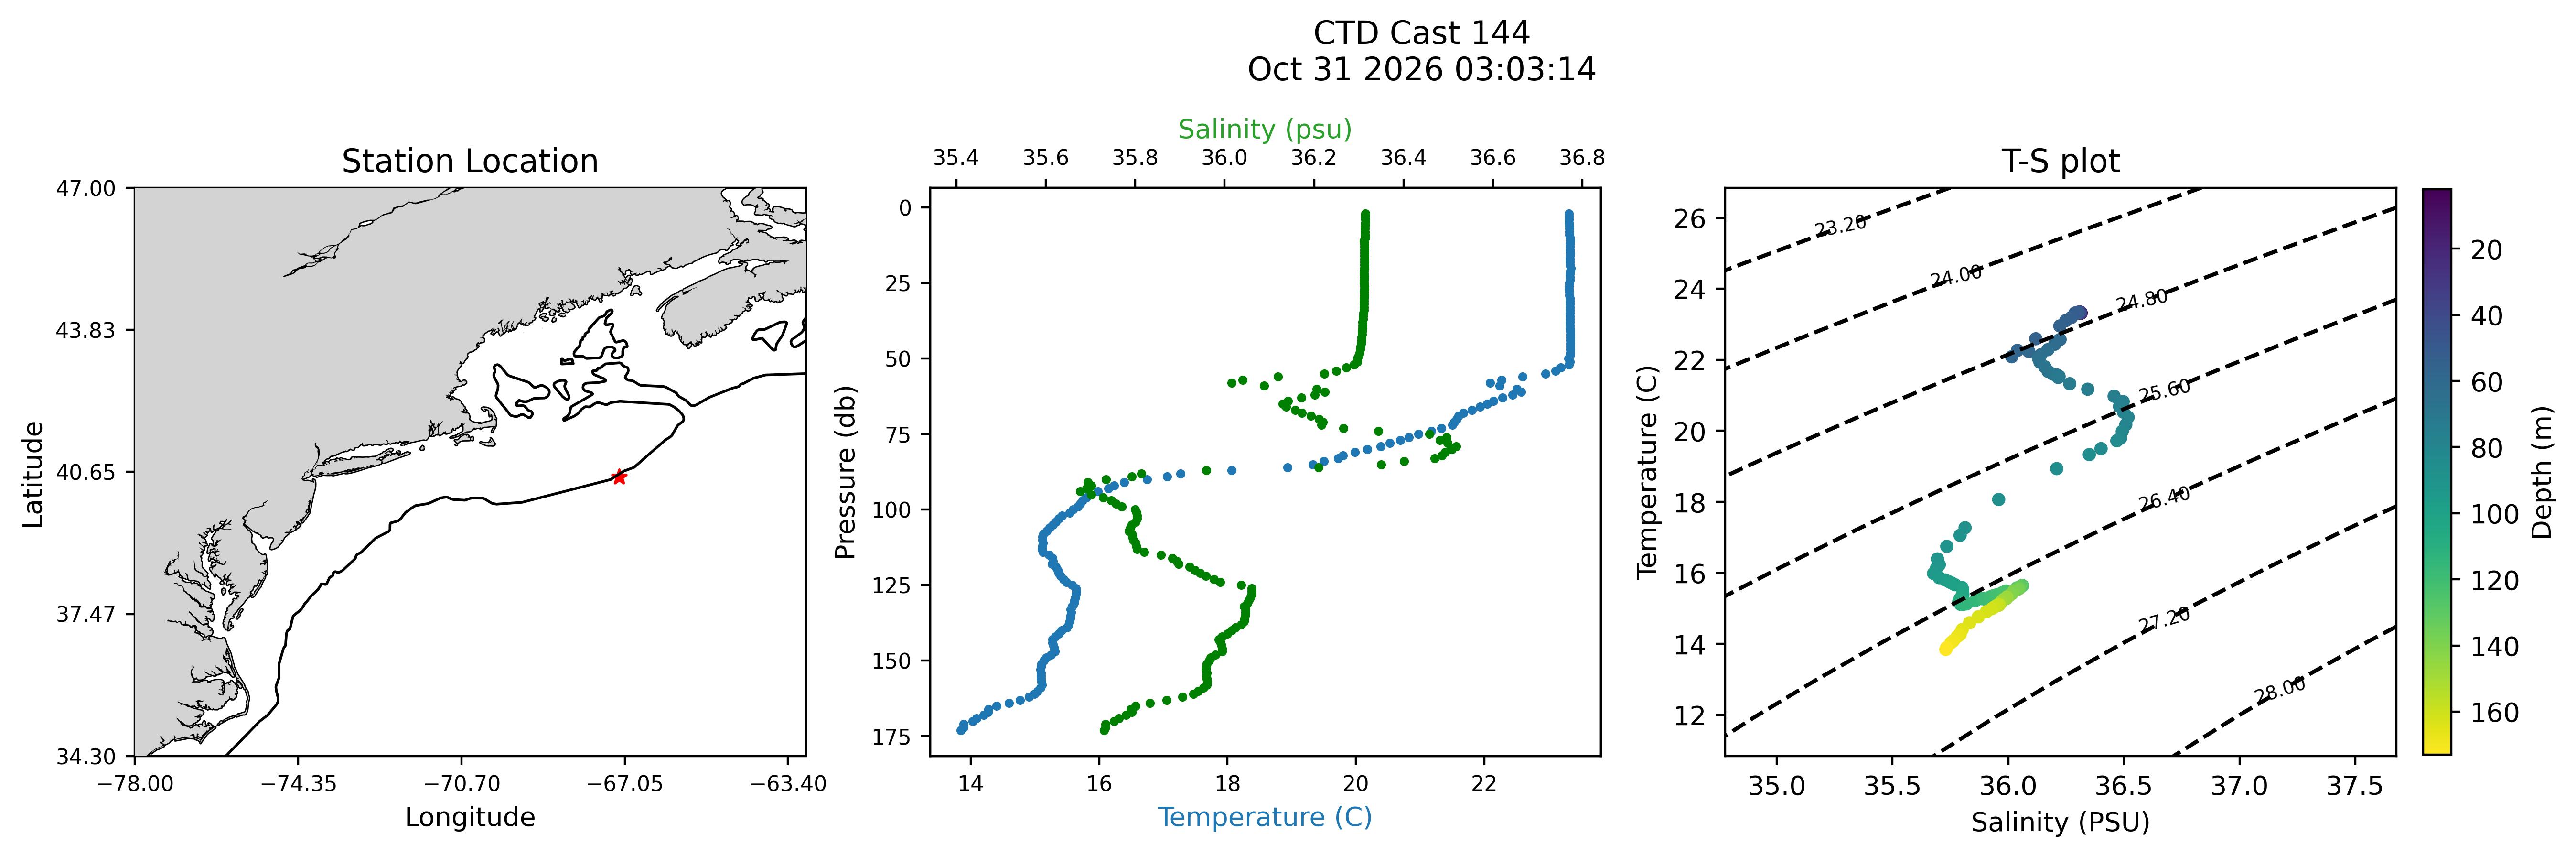 CTD Cast 144
Oct 31 2026 03:03:14
Station Location
47.00
43.83
40.65
37.47
34.30
Latitude
−78.00 −74.35 −70.70 −67.05 −63.40
Longitude
Salinity (psu)
35.4 35.6 35.8 36.0 36.2 36.4 36.6 36.8
0
25
50
75
100
125
150
175
Pressure (db)
14 16 18 20 22
Temperature (C)
T-S plot
26
24
22
20
18
16
14
12
Temperature (C)
23.20
24.00
24.80
25.60
26.40
27.20
28.00
35.0 35.5 36.0 36.5 37.0 37.5
Salinity (PSU)
20
40
60
80
100
120
140
160
Depth (m)